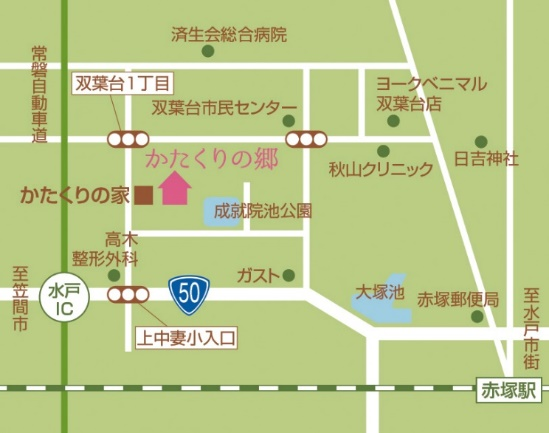 済生会総合病院
常磐自動車道
双葉台1丁目
ヨークベニマル
双葉台店
双葉台市民センター
かたくりの郷
秋山クリニック
日吉神社
かたくりの家
成就院池公園
高木
整形外科
ガスト
至笠間市
水戸
IC
50
大塚池
赤塚郵便局
至水戸市街
上中妻小入口
赤塚駅